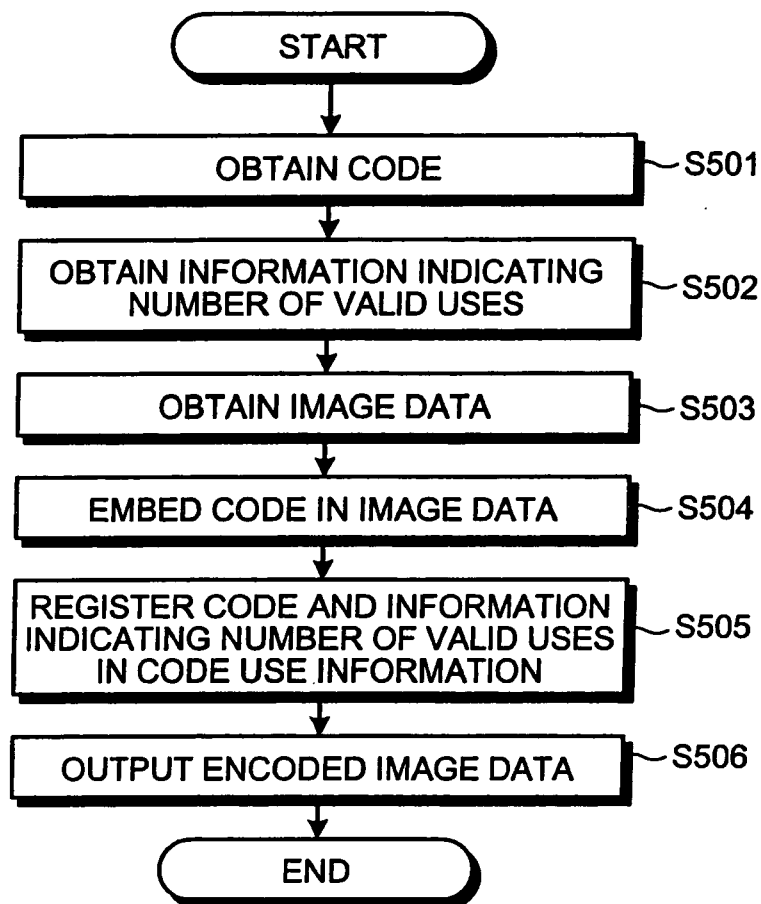 START
OBTAIN CODE
S501
OBTAIN INFORMATION INDICATING
NUMBER OF VALID USES
S502
OBTAIN IMAGE DATA
S503
EMBED CODE IN IMAGE DATA
S504
REGISTER CODE AND INFORMATION
INDICATING NUMBER OF VALID USES
IN CODE USE INFORMATION
S505
OUTPUT ENCODED IMAGE DATA
S506
END